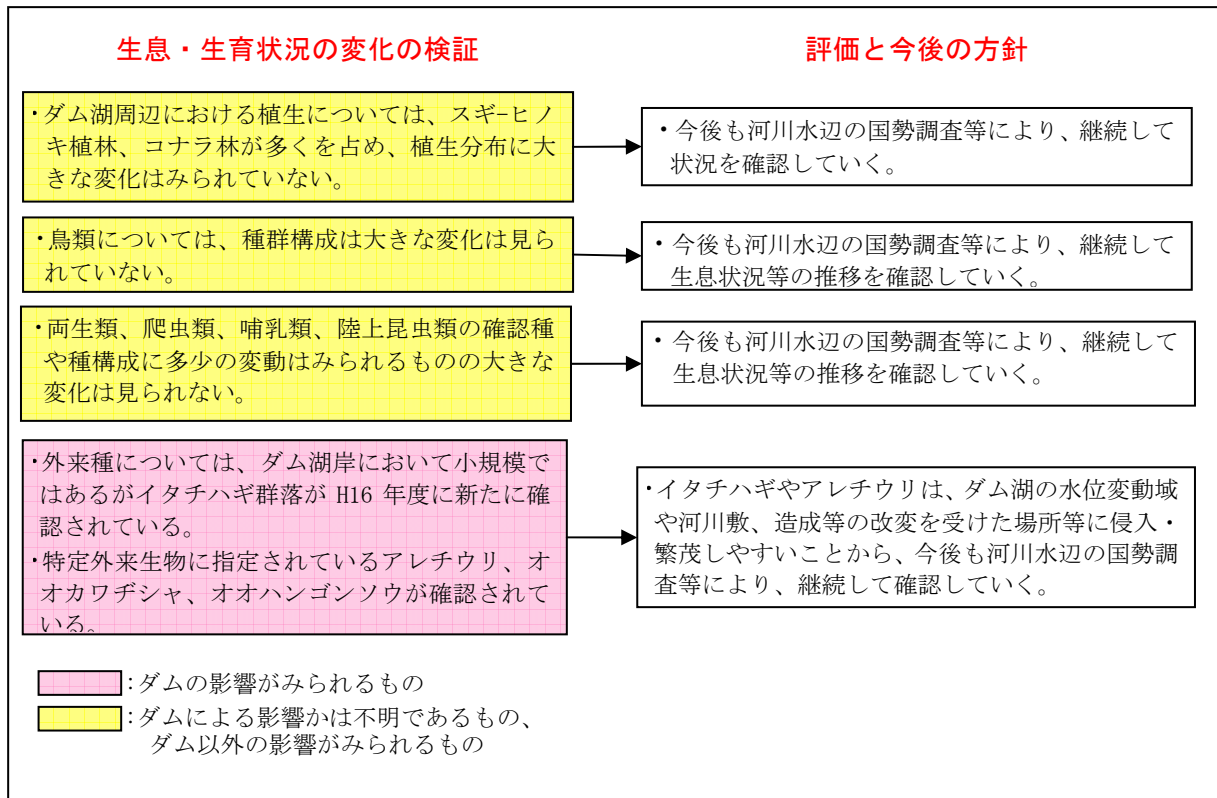 生息・生育状況の変化の検証
評価と今後の方針
・ダム湖周辺における植生については、スギ-ヒノ
キ植林、コナラ林が多くを占め、植生分布に大
きな変化はみられていない。
・今後も河川水辺の国勢調査等により、継続して
状況を確認していく。
・鳥類については、種群構成は大きな変化は見ら
れていない。
・今後も河川水辺の国勢調査等により、継続して
生息状況等の推移を確認していく。
・両生類、爬虫類、哺乳類、陸上昆虫類の確認種
や種構成に多少の変動はみられるものの大きな
変化は見られない。
・今後も河川水辺の国勢調査等により、継続して
生息状況等の推移を確認していく。
・外来種については、ダム湖岸において小規模で
はあるがイタチハギ群落が H16 年度に新たに確
認されている。
・特定外来生物に指定されているアレチウリ、オ
オカワヂシャ、オオハンゴンソウが確認されて
いる。
・イタチハギやアレチウリは、ダム湖の水位変動域
や河川敷、造成等の改変を受けた場所等に侵入・
繁茂しやすいことから、今後も河川水辺の国勢調
査等により、継続して確認していく。
:ダムの影響がみられるもの
:ダムによる影響かは不明であるもの、
ダム以外の影響がみられるもの